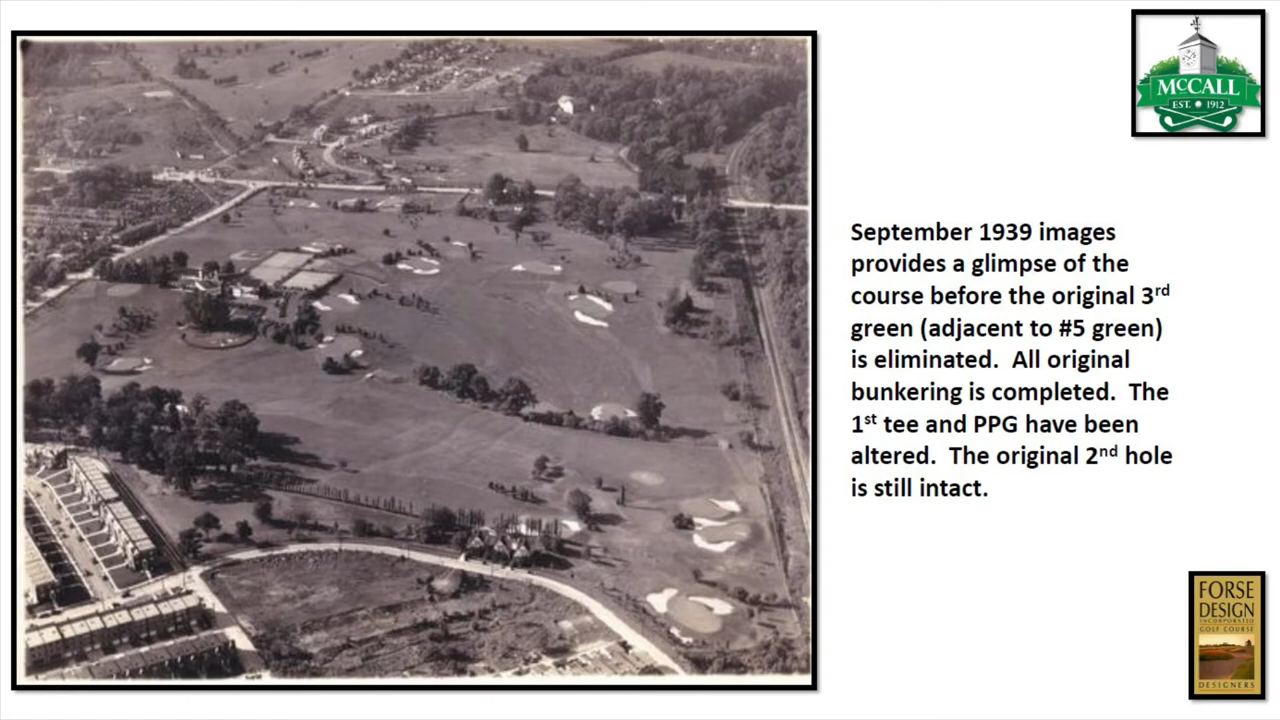 McCALL
EST. 1912
September 1939 images
provides a glimpse of the
course before the original 3rd
green (adjacent to #5 green)
is eliminated.  All original
bunkering is completed.  The
1st tee and PPG have been
altered.  The original 2nd hole
is still intact.
FORSE
DESIGN
INCORPORATED
GOLF COURSE
DESIGNERS